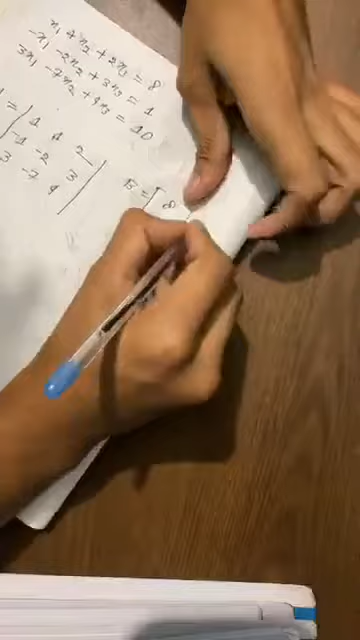 x₁ + x₂ + 2x₃ = 8
-x₁ - 2x₂ + 3x₃ = 1
3x₁ - 7x₂ + 4x₃ = 10
= | 1 1 2
-1 -2 3
3 -7 4 |
B = [ 8